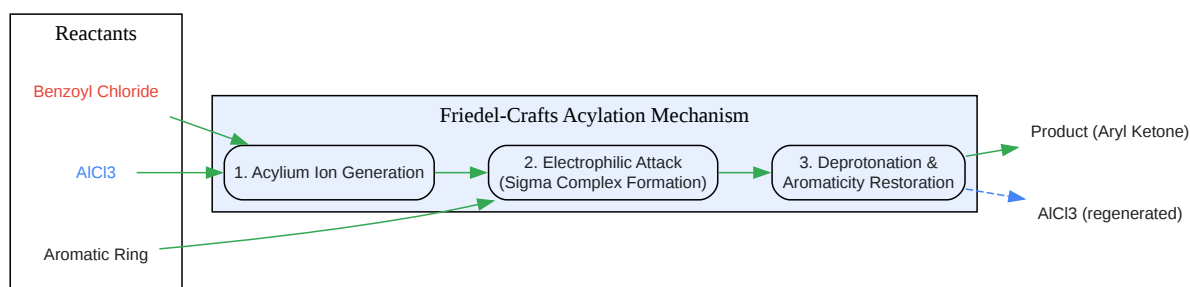 Reactants
Benzoyl Chloride
AlCl3
Aromatic Ring
Friedel-Crafts Acylation Mechanism
1. Acylium Ion Generation
2. Electrophilic Attack
(Sigma Complex Formation)
3. Deprotonation &
Aromaticity Restoration
Product (Aryl Ketone)
AlCl3 (regenerated)